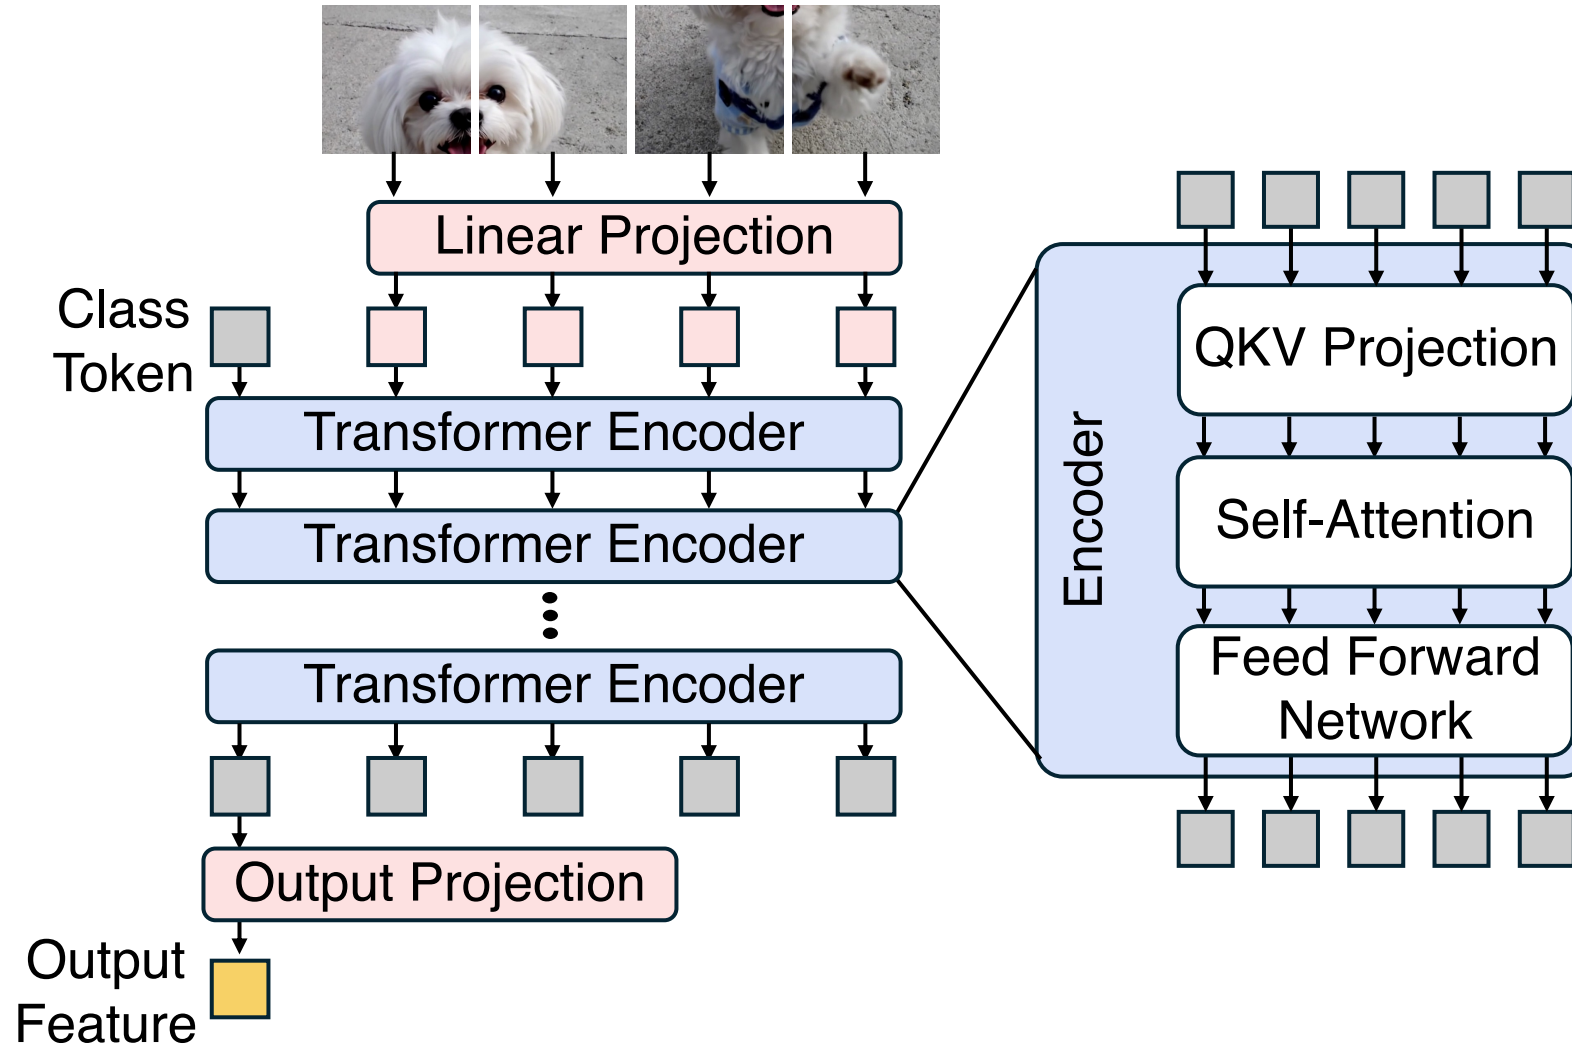 Linear Projection
Class
Token
Transformer Encoder
Transformer Encoder
Transformer Encoder
Output Projection
Output
Feature
Encoder
QKV Projection
Self-Attention
Feed Forward
Network